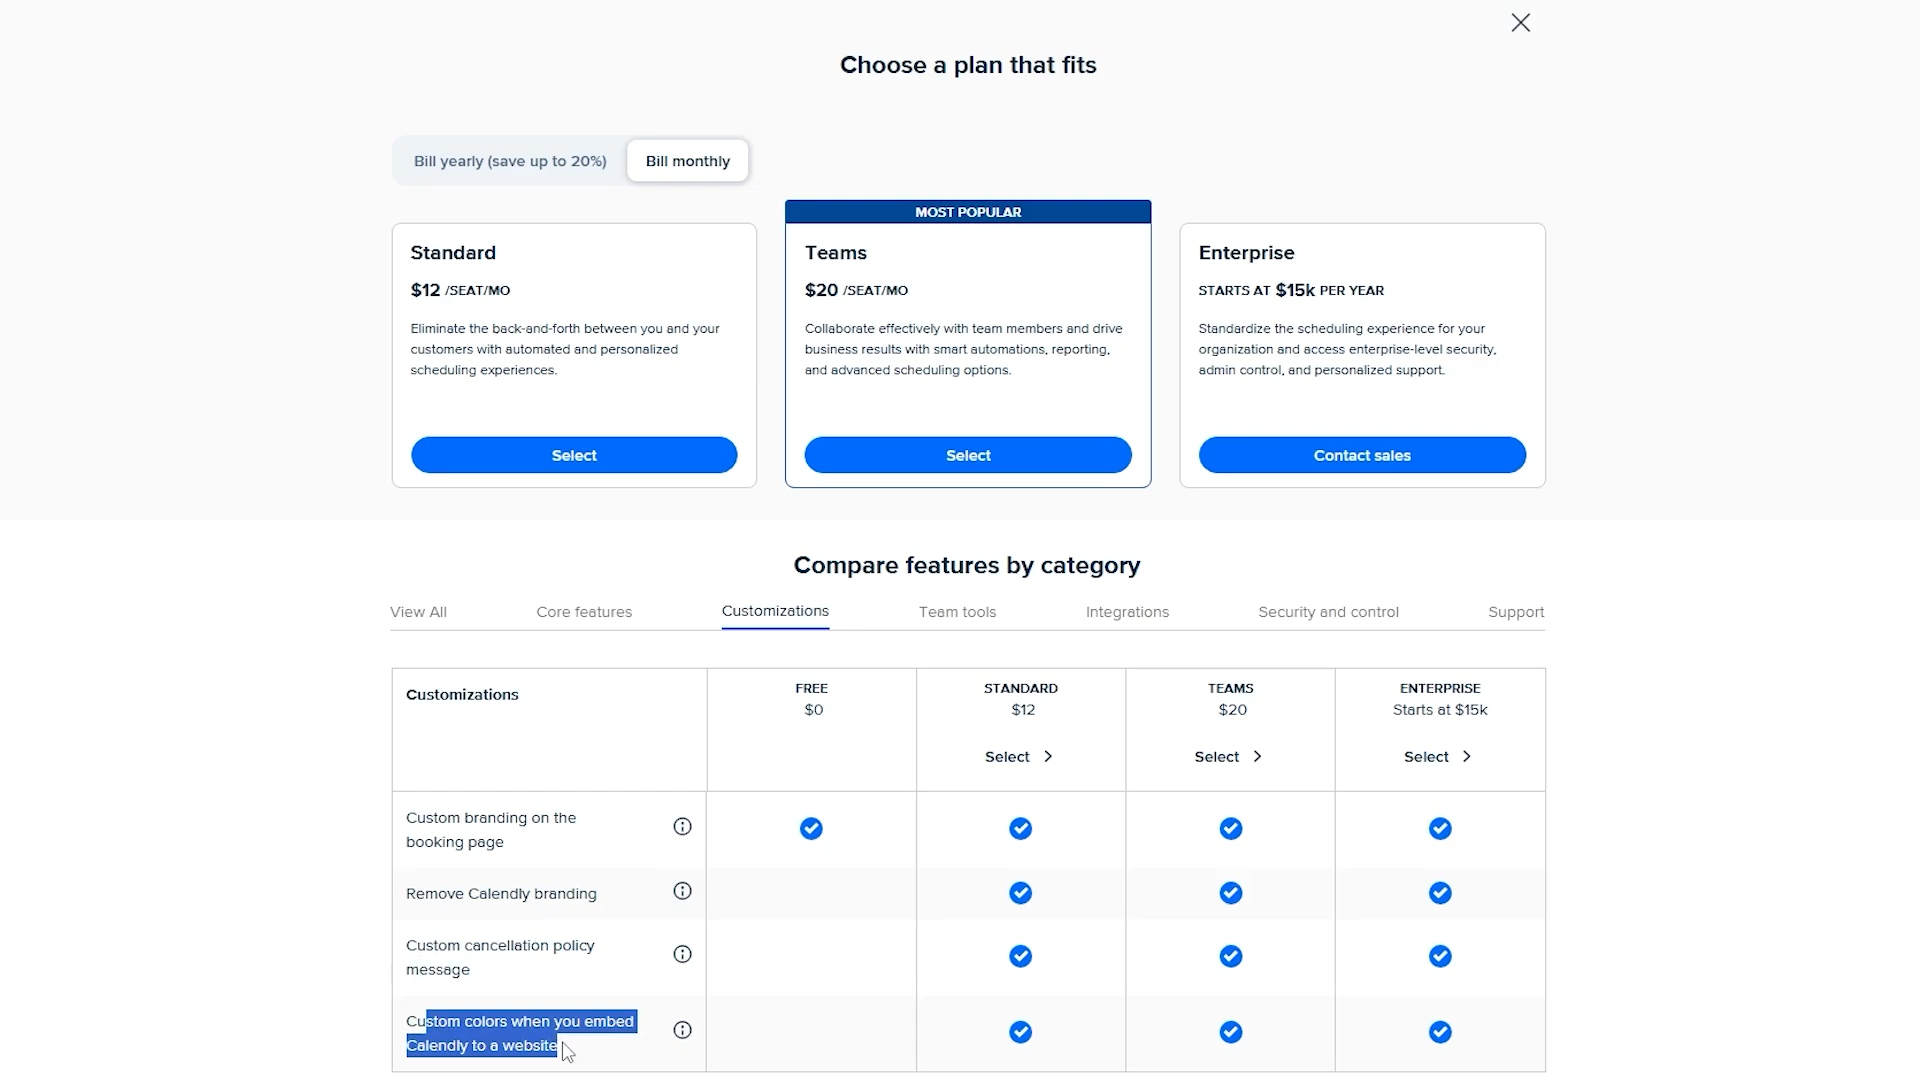 Choose a plan that fits
Bill yearly (save up to 20%)
Bill monthly
MOST POPULAR
Standard
$12 /SEAT/MO
Eliminate the back-and-forth between you and your
customers with automated and personalized
scheduling experiences.
Select
Teams
$20 /SEAT/MO
Collaborate effectively with team members and drive
business results with smart automations, reporting,
and advanced scheduling options.
Select
Enterprise
STARTS AT $15k PER YEAR
Standardize the scheduling experience for your
organization and access enterprise-level security,
admin control, and personalized support.
Contact sales
Compare features by category
View All
Core features
Customizations
Team tools
Integrations
Security and control
Support
Customizations
FREE
$0
STANDARD
$12
Select
TEAMS
$20
Select
ENTERPRISE
Starts at $15k
Select
Custom branding on the
booking page
Remove Calendly branding
Custom cancellation policy
message
Custom colors when you embed
Calendly to a website